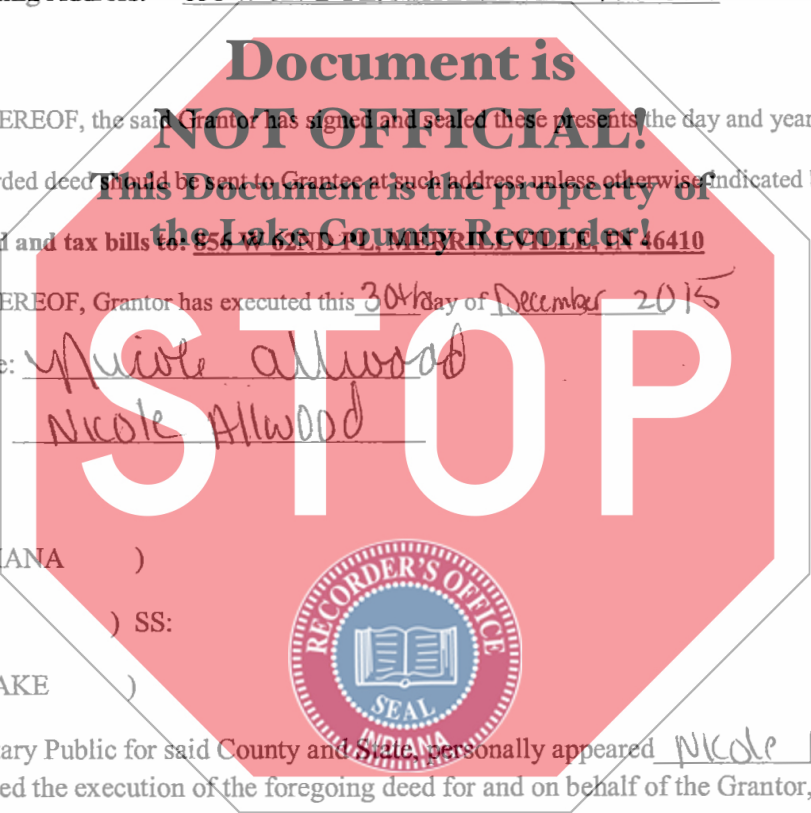 Document is
EREOF, the said Grantor has signed and sealed these presents the day and year
NOT OFFICIAL!
ded deed should be sent to Grantee at such address unless otherwise indicated
This Document is the property of
the Lake County Recorder!
d and tax bills to: 856 W 62ND PL, MERRILLVILLE, IN 46410
EREOF, Grantor has executed this 30th day of December 2015
e: Nicole Allwood
Nicole Allwood
STOP
IANA )
) SS:
AKE )
RECORDER'S OFFICE
SEAL
INDIANA
tary Public for said County and State, personally appeared Nicole
ed the execution of the foregoing deed for and on behalf of the Grantor,